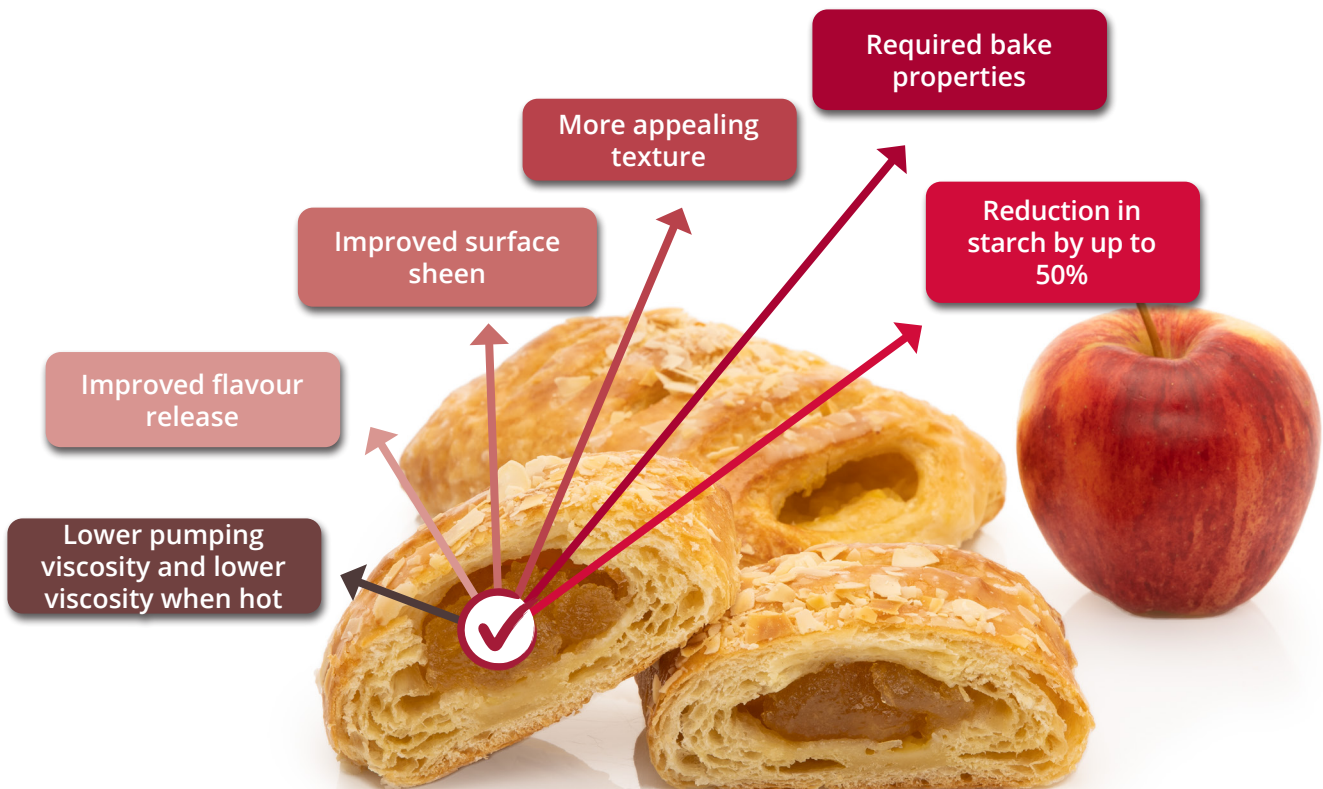 Required bake
properties
More appealing
texture
Reduction in
starch by up to
50%
Improved surface
sheen
Improved flavour
release
Lower pumping
viscosity and lower
viscosity when hot